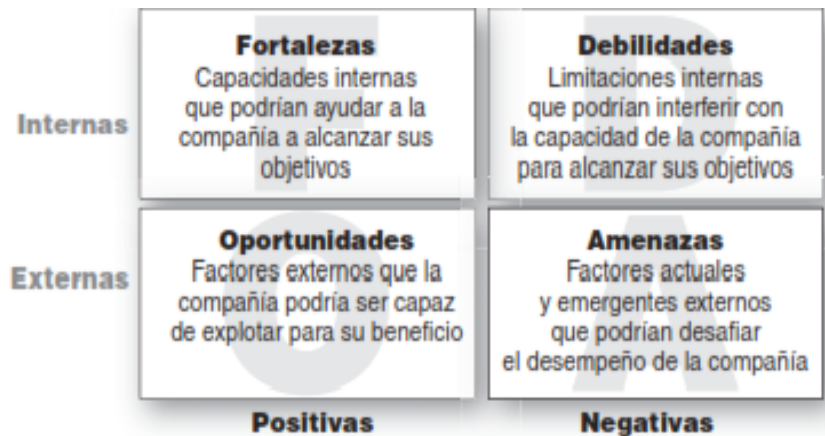 Fortalezas
Capacidades internas
que podrían ayudar a la
compañía a alcanzar sus
objetivos
Debilidades
Limitaciones internas
que podrían interferir con
la capacidad de la compañía
para alcanzar sus objetivos
Internas
Oportunidades
Factores externos que la
compañía podría ser capaz
de explotar para su beneficio
Amenazas
Factores actuales
y emergentes externos
que podrían desafiar
el desempeño de la compañía
Externas
Positivas
Negativas
F
D
O
A